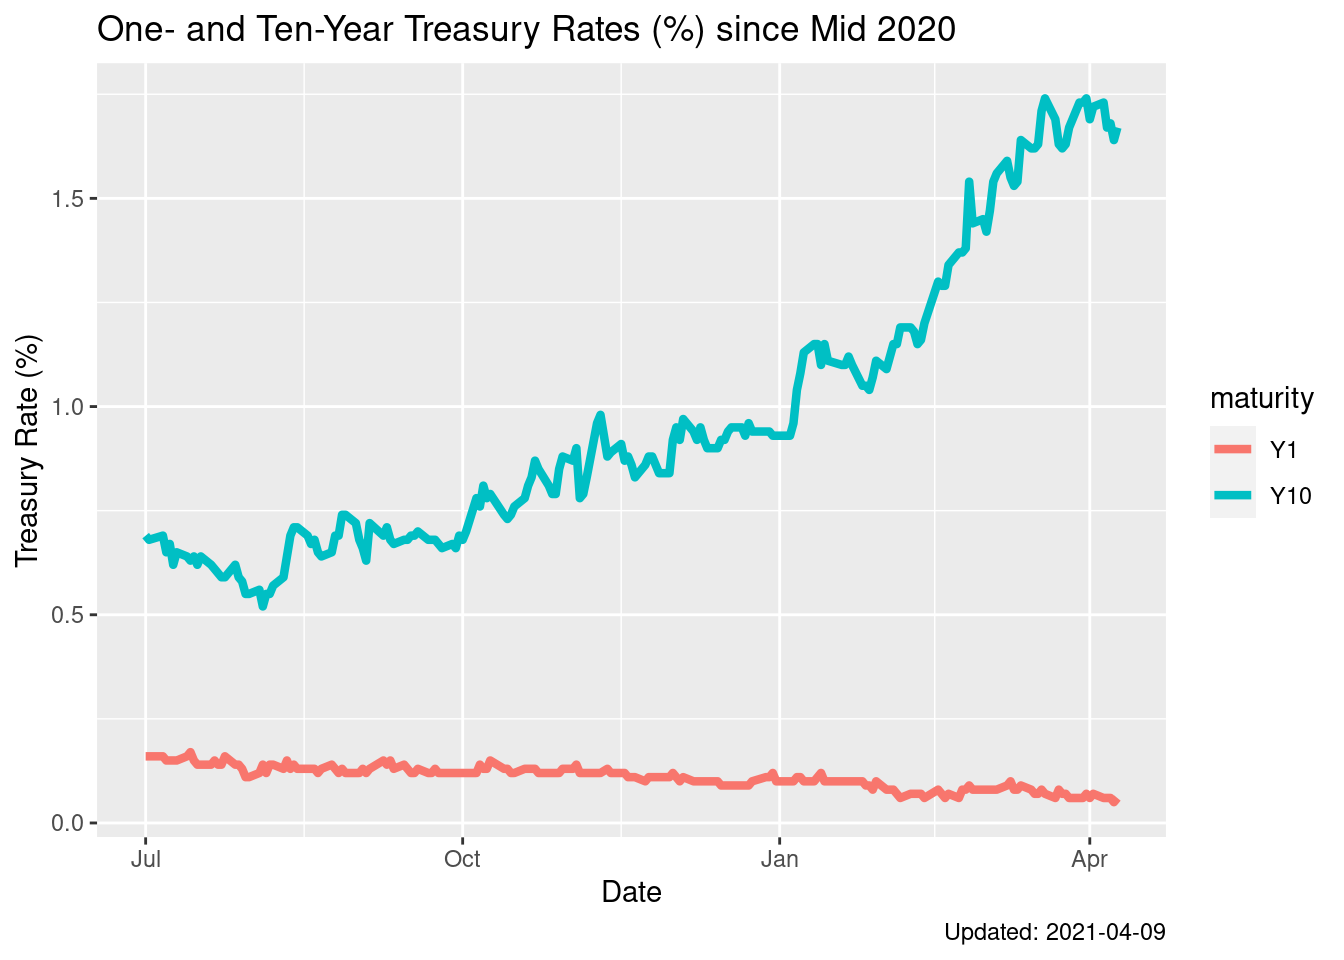 One- and Ten-Year Treasury Rates (%) since Mid 2020
Treasury Rate (%)
1.5
1.0
0.5
0.0
Jul
Oct
Jan
Apr
Date
maturity
Y1
Y10
Updated: 2021-04-09